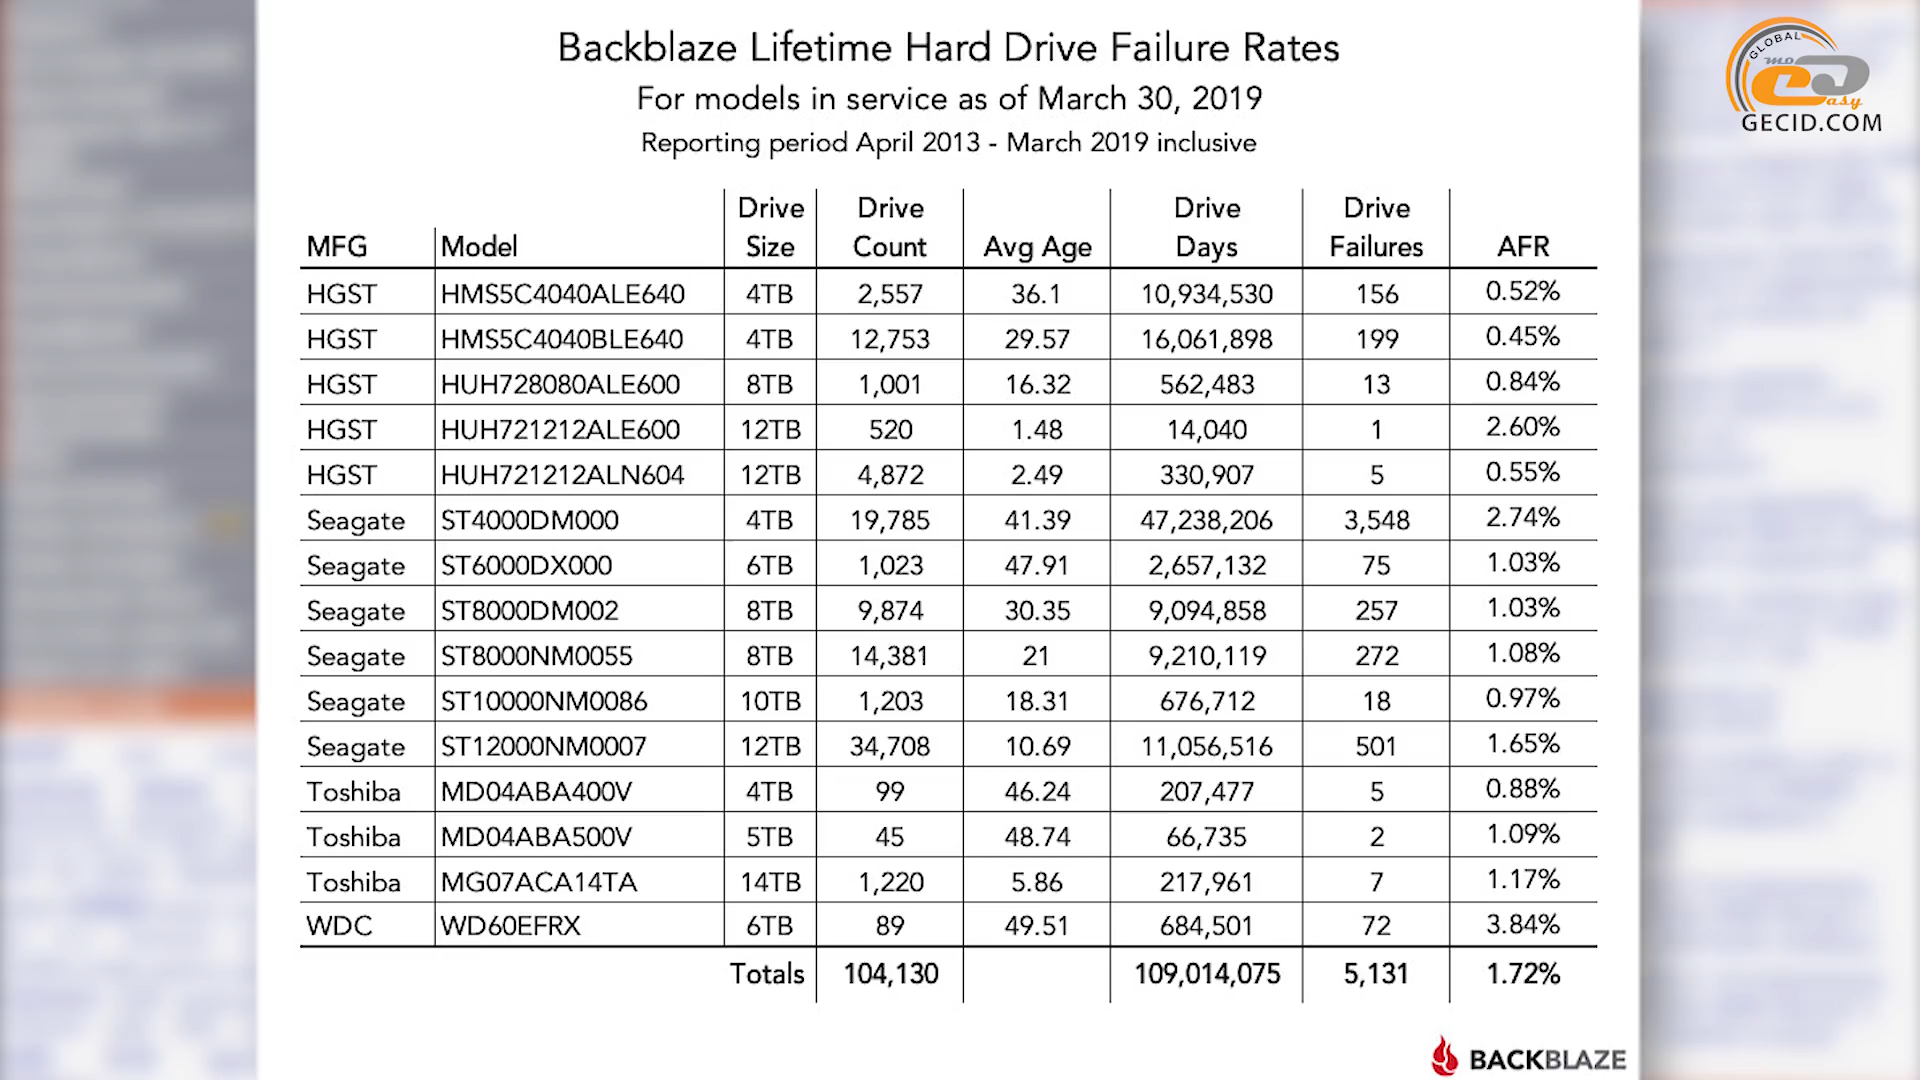 Backblaze Lifetime Hard Drive Failure Rates
For models in service as of March 30, 2019
Reporting period April 2013 - March 2019 inclusive
GLOBAL
mo
easy
GECID.COM
MFG Model Drive Size Drive Count Avg Age Drive Days Drive Failures AFR
HGST HMS5C4040ALE640 4TB 2,557 36.1 10,934,530 156 0.52%
HGST HMS5C4040BLE640 4TB 12,753 29.57 16,061,898 199 0.45%
HGST HUH728080ALE600 8TB 1,001 16.32 562,483 13 0.84%
HGST HUH721212ALE600 12TB 520 1.48 14,040 1 2.60%
HGST HUH721212ALN604 12TB 4,872 2.49 330,907 5 0.55%
Seagate ST4000DM000 4TB 19,785 41.39 47,238,206 3,548 2.74%
Seagate ST6000DX000 6TB 1,023 47.91 2,657,132 75 1.03%
Seagate ST8000DM002 8TB 9,874 30.35 9,094,858 257 1.03%
Seagate ST8000NM0055 8TB 14,381 21 9,210,119 272 1.08%
Seagate ST10000NM0086 10TB 1,203 18.31 676,712 18 0.97%
Seagate ST12000NM0007 12TB 34,708 10.69 11,056,516 501 1.65%
Toshiba MD04ABA400V 4TB 99 46.24 207,477 5 0.88%
Toshiba MD04ABA500V 5TB 45 48.74 66,735 2 1.09%
Toshiba MG07ACA14TA 14TB 1,220 5.86 217,961 7 1.17%
WDC WD60EFRX 6TB 89 49.51 684,501 72 3.84%
Totals 104,130 109,014,075 5,131 1.72%
BACKBLAZE